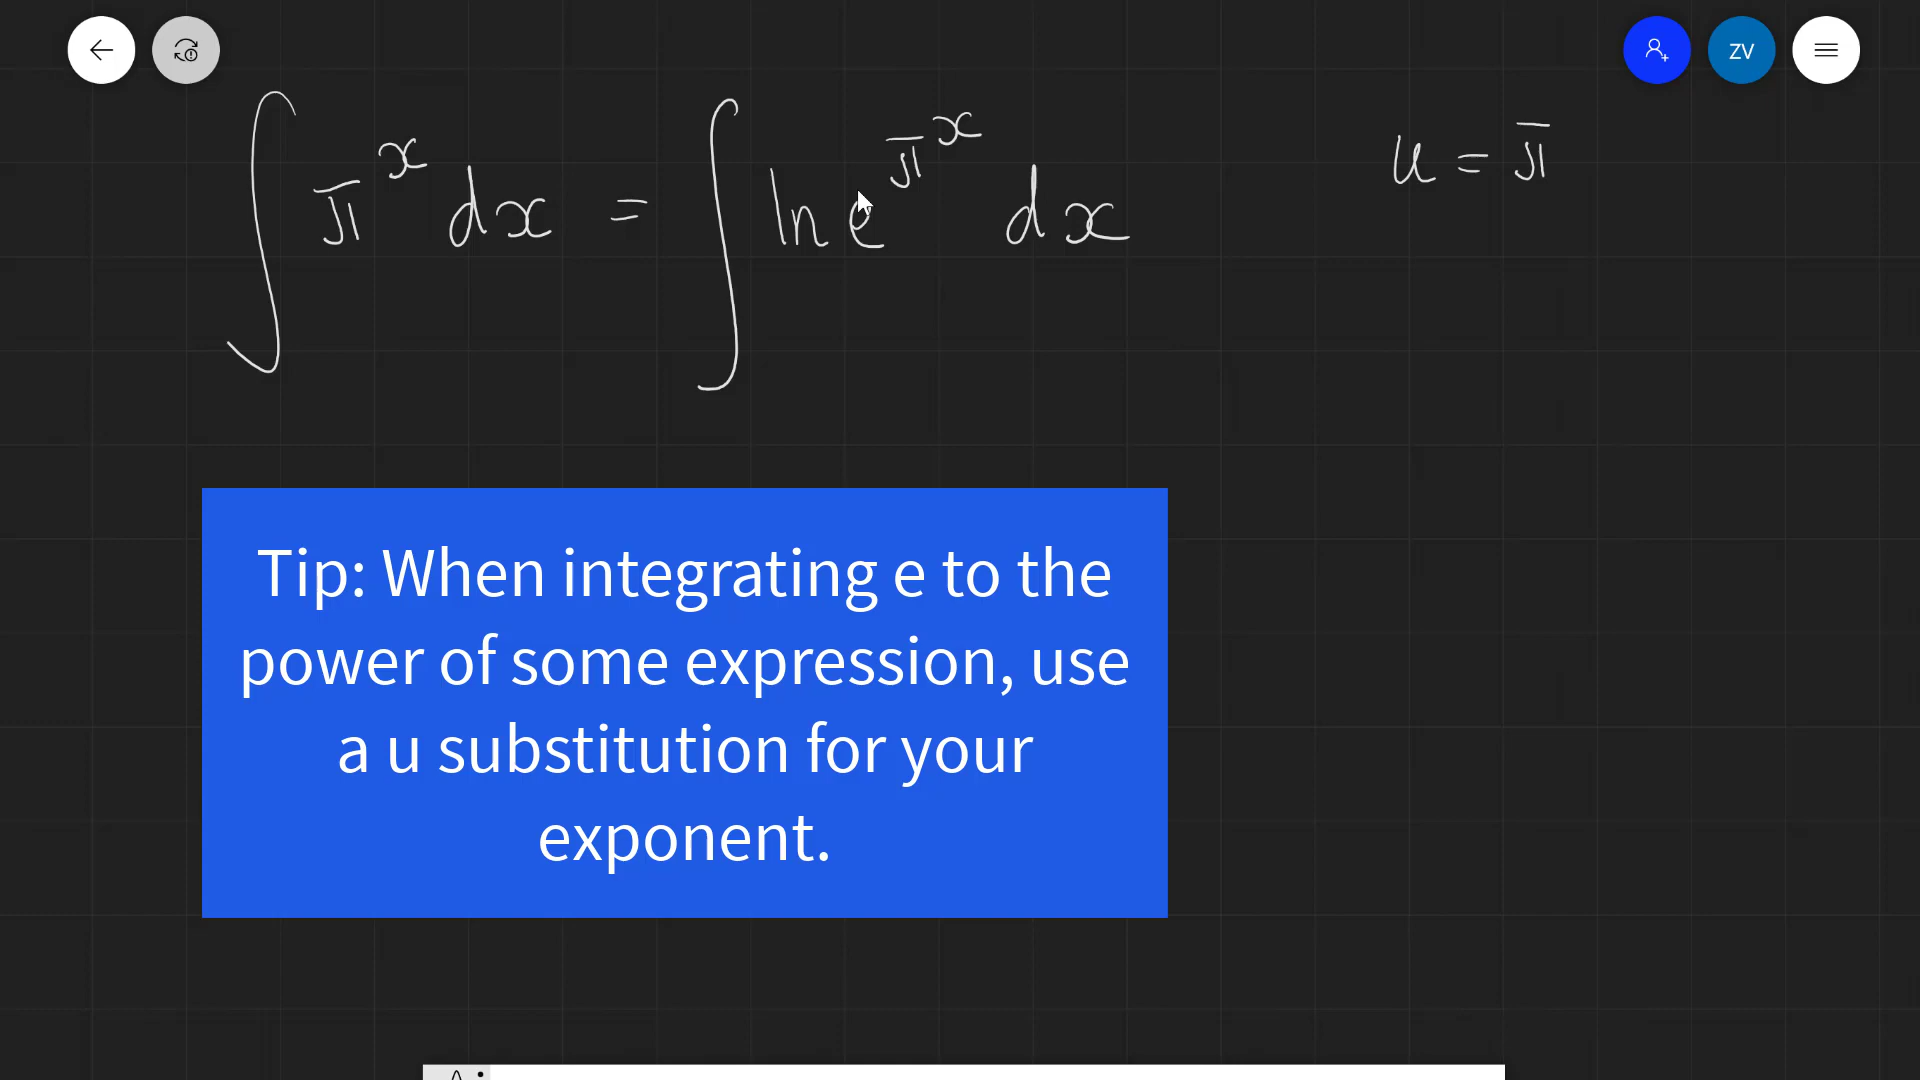 ZV
∫ π^x dx = ∫ ln e^π^x dx
u = π
Tip: When integrating e to the
power of some expression, use
a u substitution for your
exponent.